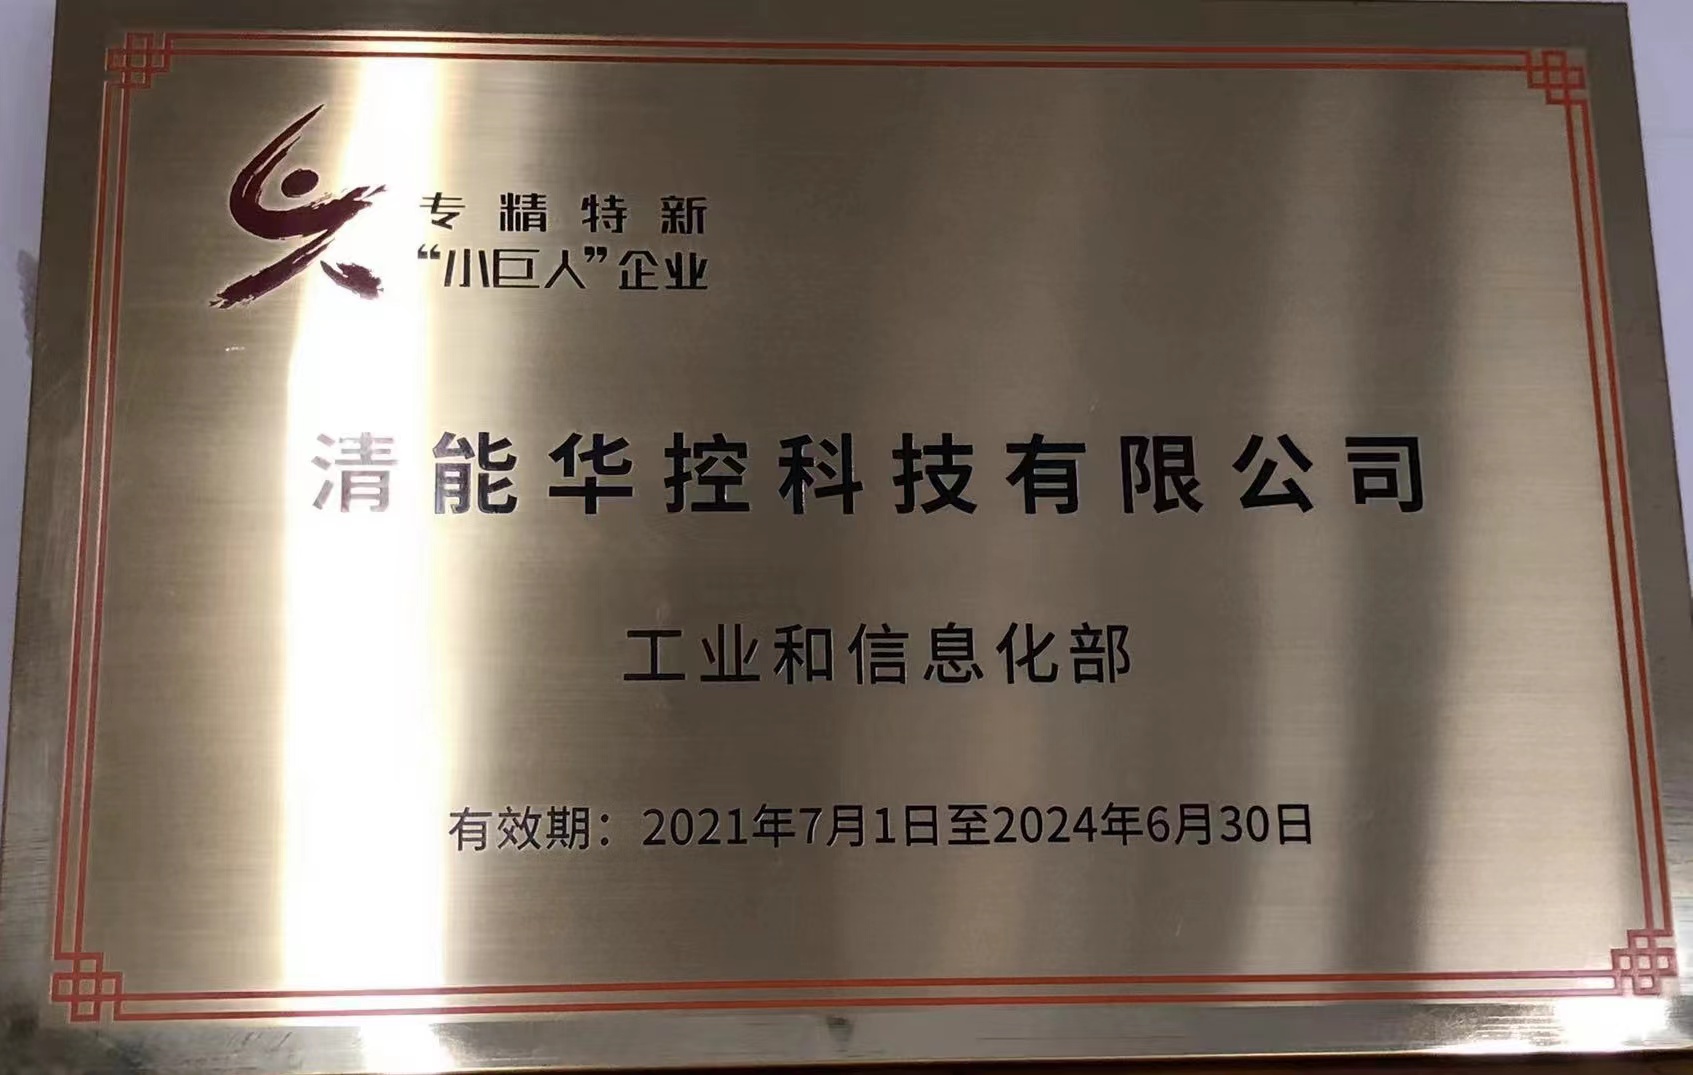 专精特新
“小巨人”企业
清能华控科技有限公司
工业和信息化部
有效期：2021年7月1日至2024年6月30日